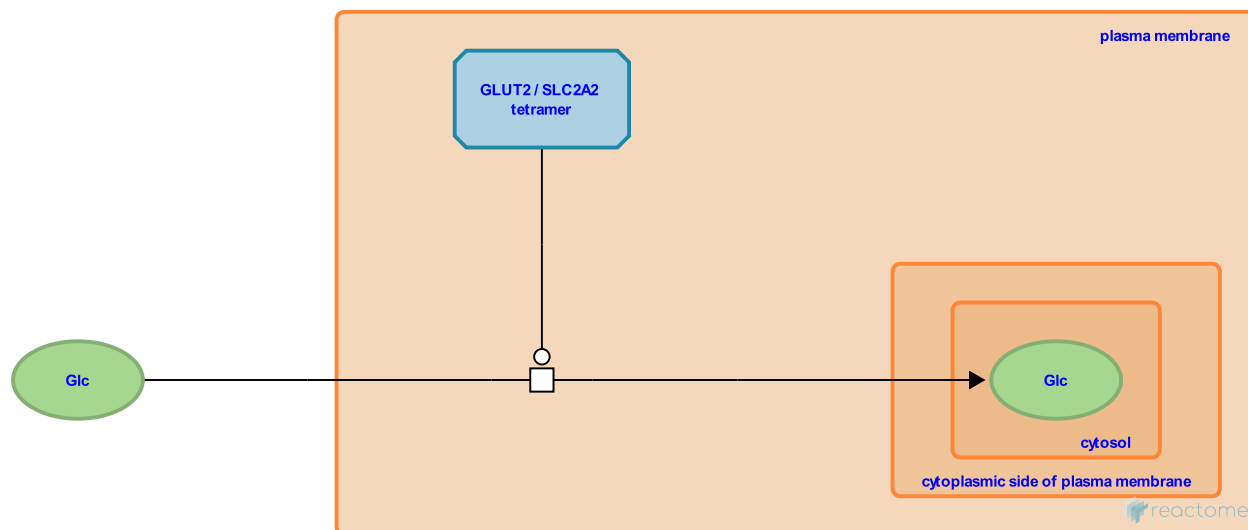 plasma membrane
GLUT2 / SLC2A2
tetramer
Glc
Glc
cytosol
cytoplasmic side of plasma membrane
reactome